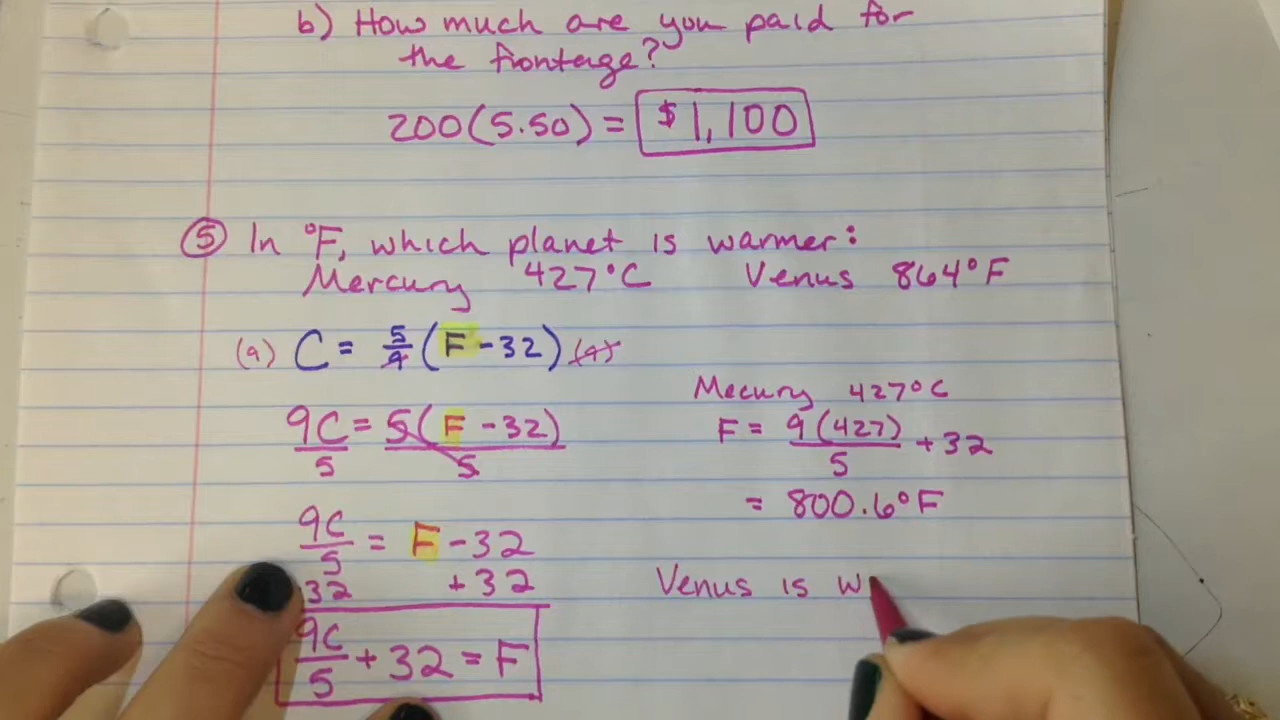 b) How much are you paid for
the frontage?
200(5.50) = $1,100
⑤ In °F, which planet is warmer:
Mercury 427°C Venus 864°F
(a) C = 5/9 (F - 32) (9)
9C/5 = 5(F - 32)/5
Mecury 427°C
F = 9(427)/5 + 32
= 800.6°F
9C/5 = F - 32
32 + 32
9C/5 + 32 = F
Venus is w